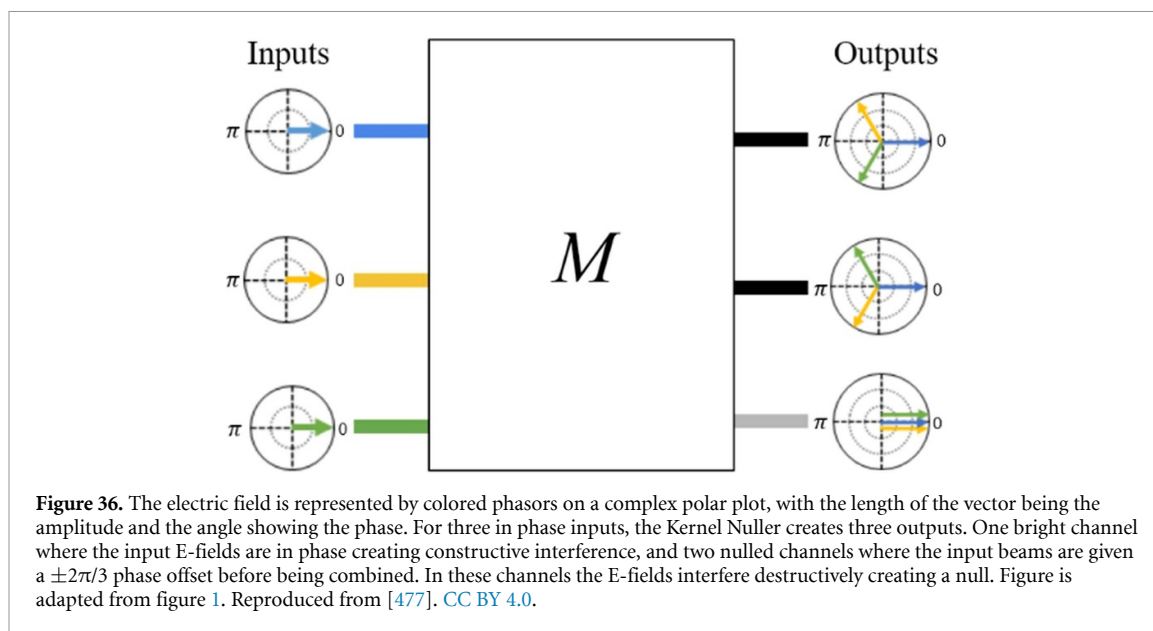 Inputs
Outputs
π 0
π 0
M
π 0
π 0
π 0
π 0
Figure 36. The electric field is represented by colored phasors on a complex polar plot, with the length of the vector being the
amplitude and the angle showing the phase. For three in phase inputs, the Kernel Nuller creates three outputs. One bright channel
where the input E-fields are in phase creating constructive interference, and two nulled channels where the input beams are given
a ±2π/3 phase offset before being combined. In these channels the E-fields interfere destructively creating a null. Figure is
adapted from figure 1. Reproduced from [477]. CC BY 4.0.